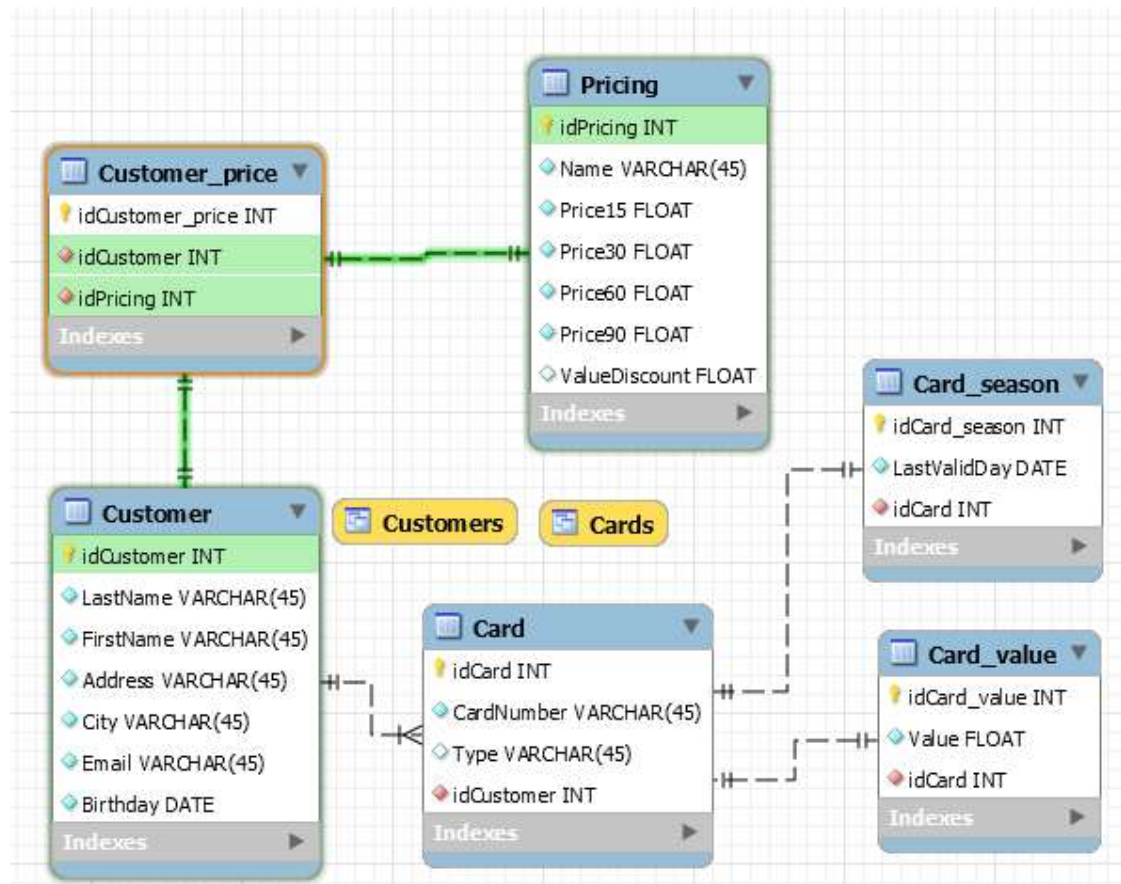 Pricing
idPricing INT
Name VARCHAR(45)
Price15 FLOAT
Price30 FLOAT
Price60 FLOAT
Price90 FLOAT
ValueDiscount FLOAT
Indexes
Customer_price
idCustomer_price INT
idCustomer INT
idPricing INT
Indexes
Customer
idCustomer INT
LastName VARCHAR(45)
FirstName VARCHAR(45)
Address VARCHAR(45)
City VARCHAR(45)
Email VARCHAR(45)
Birthday DATE
Indexes
Customers
Cards
Card
idCard INT
CardNumber VARCHAR(45)
Type VARCHAR(45)
idCustomer INT
Indexes
Card_season
idCard_season INT
LastValidDay DATE
idCard INT
Indexes
Card_value
idCard_value INT
Value FLOAT
idCard INT
Indexes